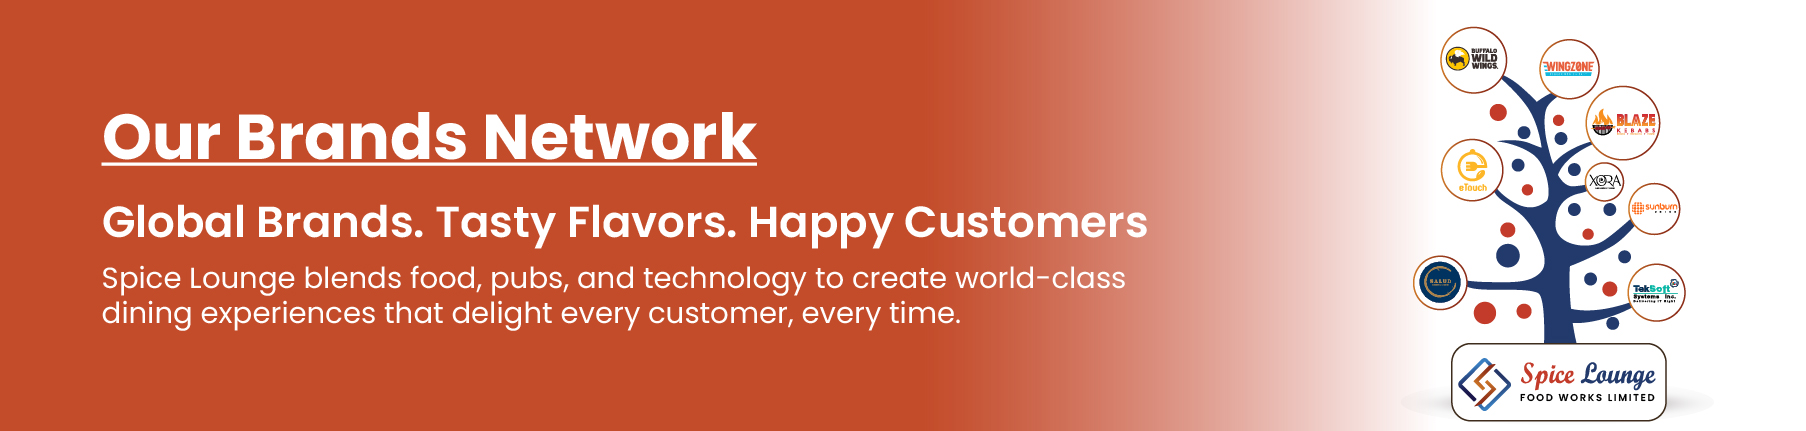 Our Brands Network
Global Brands. Tasty Flavors. Happy Customers
Spice Lounge blends food, pubs, and technology to create world-class
dining experiences that delight every customer, every time.
BUFFALO
WILD
WINGS
WINGZONE
BLAZE
KEBABS
eTouch
XORA
sunburn
SALUD
TekSoft
Systems Inc.
Spice Lounge
FOOD WORKS LIMITED